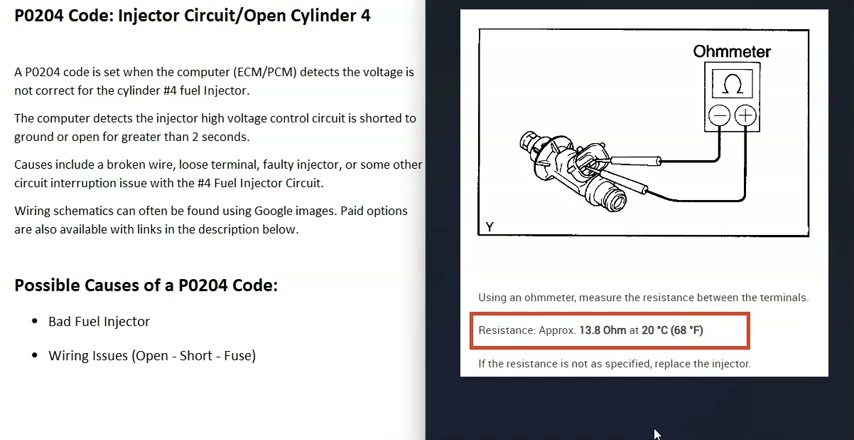 P0204 Code: Injector Circuit/Open Cylinder 4
A P0204 code is set when the computer (ECM/PCM) detects the voltage is
not correct for the cylinder #4 fuel Injector.
The computer detects the injector high voltage control circuit is shorted to
ground or open for greater than 2 seconds.
Causes include a broken wire, loose terminal, faulty injector, or some other
circuit interruption issue with the #4 Fuel Injector Circuit.
Wiring schematics can often be found using Google images. Paid options
are also available with links in the description below.
Possible Causes of a P0204 Code:
• Bad Fuel Injector
• Wiring Issues (Open - Short - Fuse)
Ohmmeter
Ω
− +
Y
Using an ohmmeter, measure the resistance between the terminals.
Resistance: Approx. 13.8 Ohm at 20 °C (68 °F)
If the resistance is not as specified, replace the injector.